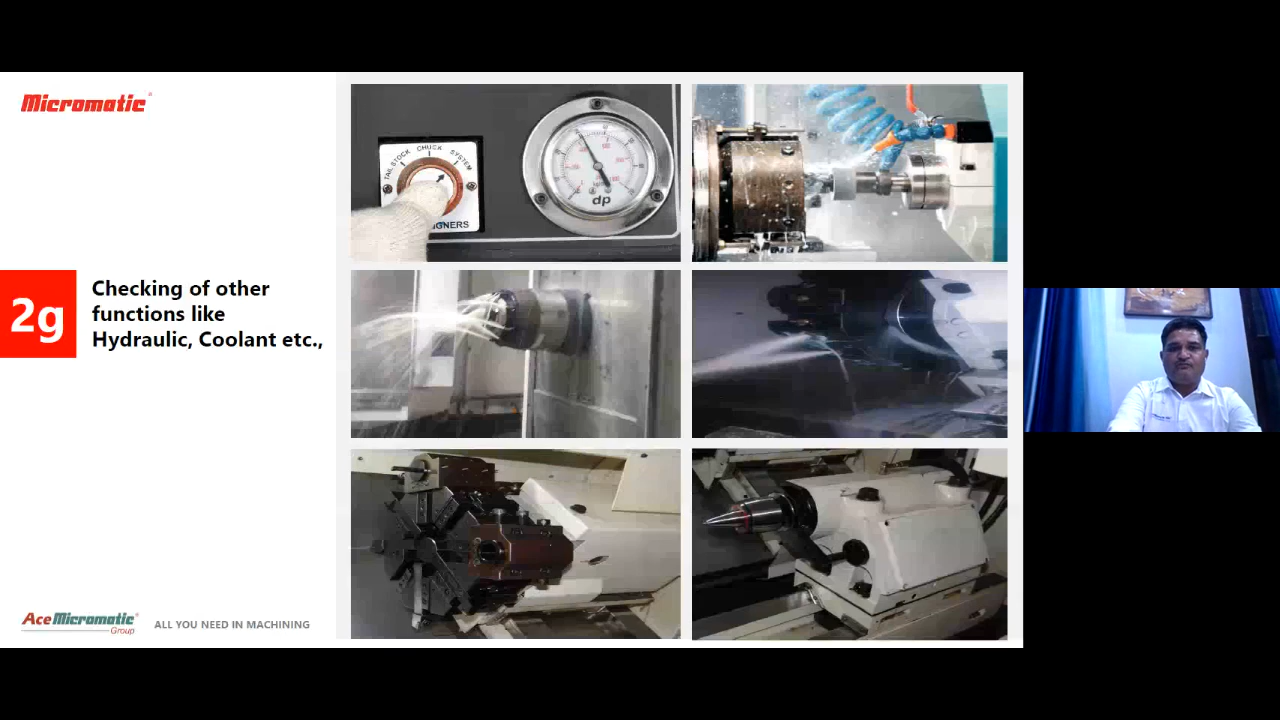 Micromatic
2g
Checking of other
functions like
Hydraulic, Coolant etc.,
TAIL STOCK CHUCK SYSTEM
GNERS
dp
AceMicromatic
Group
ALL YOU NEED IN MACHINING